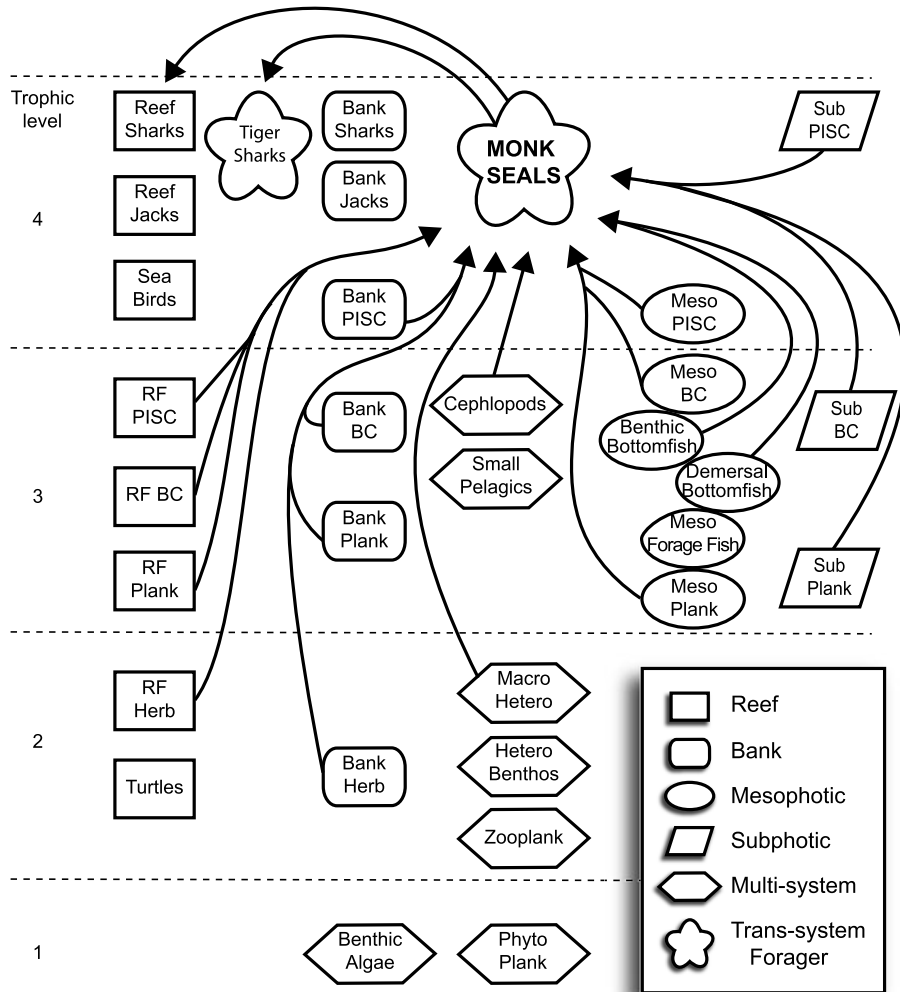 Trophic
level
4
3
2
1
Reef
Sharks
Tiger
Sharks
Bank
Sharks
MONK
SEALS
Sub
PISC
Reef
Jacks
Bank
Jacks
Sea
Birds
Bank
PISC
Meso
PISC
RF
PISC
Bank
BC
Cephlopods
Meso
BC
Benthic
Bottomfish
Sub
BC
RF BC
Small
Pelagics
Demersal
Bottomfish
Bank
Plank
Meso
Forage Fish
RF
Plank
Meso
Plank
Sub
Plank
RF
Herb
Macro
Hetero
Turtles
Bank
Herb
Hetero
Benthos
Zooplank
Benthic
Algae
Phyto
Plank
Reef
Bank
Mesophotic
Subphotic
Multi-system
Trans-system
Forager